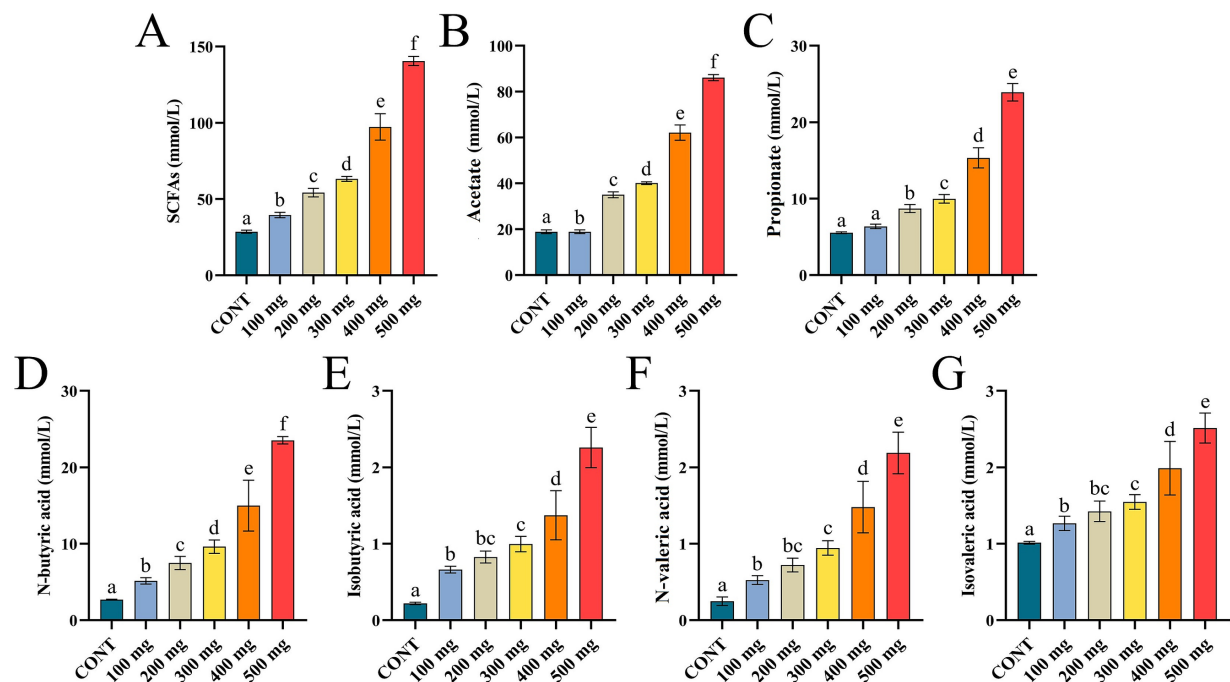 A
SCFAs (mmol/L)
150
100
50
0
a
b
c
d
e
f
CONT
100 mg
200 mg
300 mg
400 mg
500 mg
B
Acetate (mmol/L)
100
80
60
40
20
0
a
b
c
d
e
f
CONT
100 mg
200 mg
300 mg
400 mg
500 mg
C
Propionate (mmol/L)
30
20
10
0
a
a
b
c
d
e
CONT
100 mg
200 mg
300 mg
400 mg
500 mg
D
N-butyric acid (mmol/L)
30
20
10
0
a
b
c
d
e
f
CONT
100 mg
200 mg
300 mg
400 mg
500 mg
E
Isobutyric acid (mmol/L)
3
2
1
0
a
b
bc
c
d
e
CONT
100 mg
200 mg
300 mg
400 mg
500 mg
F
N-valeric acid (mmol/L)
3
2
1
0
a
b
bc
c
d
e
CONT
100 mg
200 mg
300 mg
400 mg
500 mg
G
Isovaleric acid (mmol/L)
3
2
1
0
a
b
bc
c
d
e
CONT
100 mg
200 mg
300 mg
400 mg
500 mg